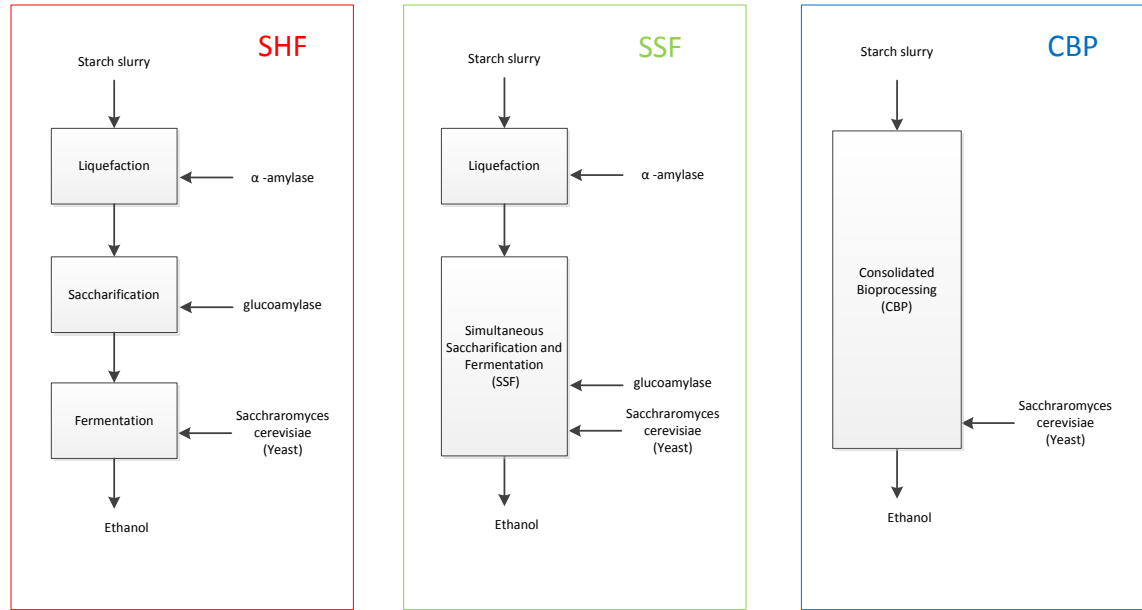 SHF
Starch slurry
Liquefaction
α -amylase
Saccharification
glucoamylase
Fermentation
Sacchraromyces
cerevisiae
(Yeast)
Ethanol
SSF
Starch slurry
Liquefaction
α -amylase
Simultaneous
Saccharification and
Fermentation
(SSF)
glucoamylase
Sacchraromyces
cerevisiae
(Yeast)
Ethanol
CBP
Starch slurry
Consolidated
Bioprocessing
(CBP)
Sacchraromyces
cerevisiae
(Yeast)
Ethanol